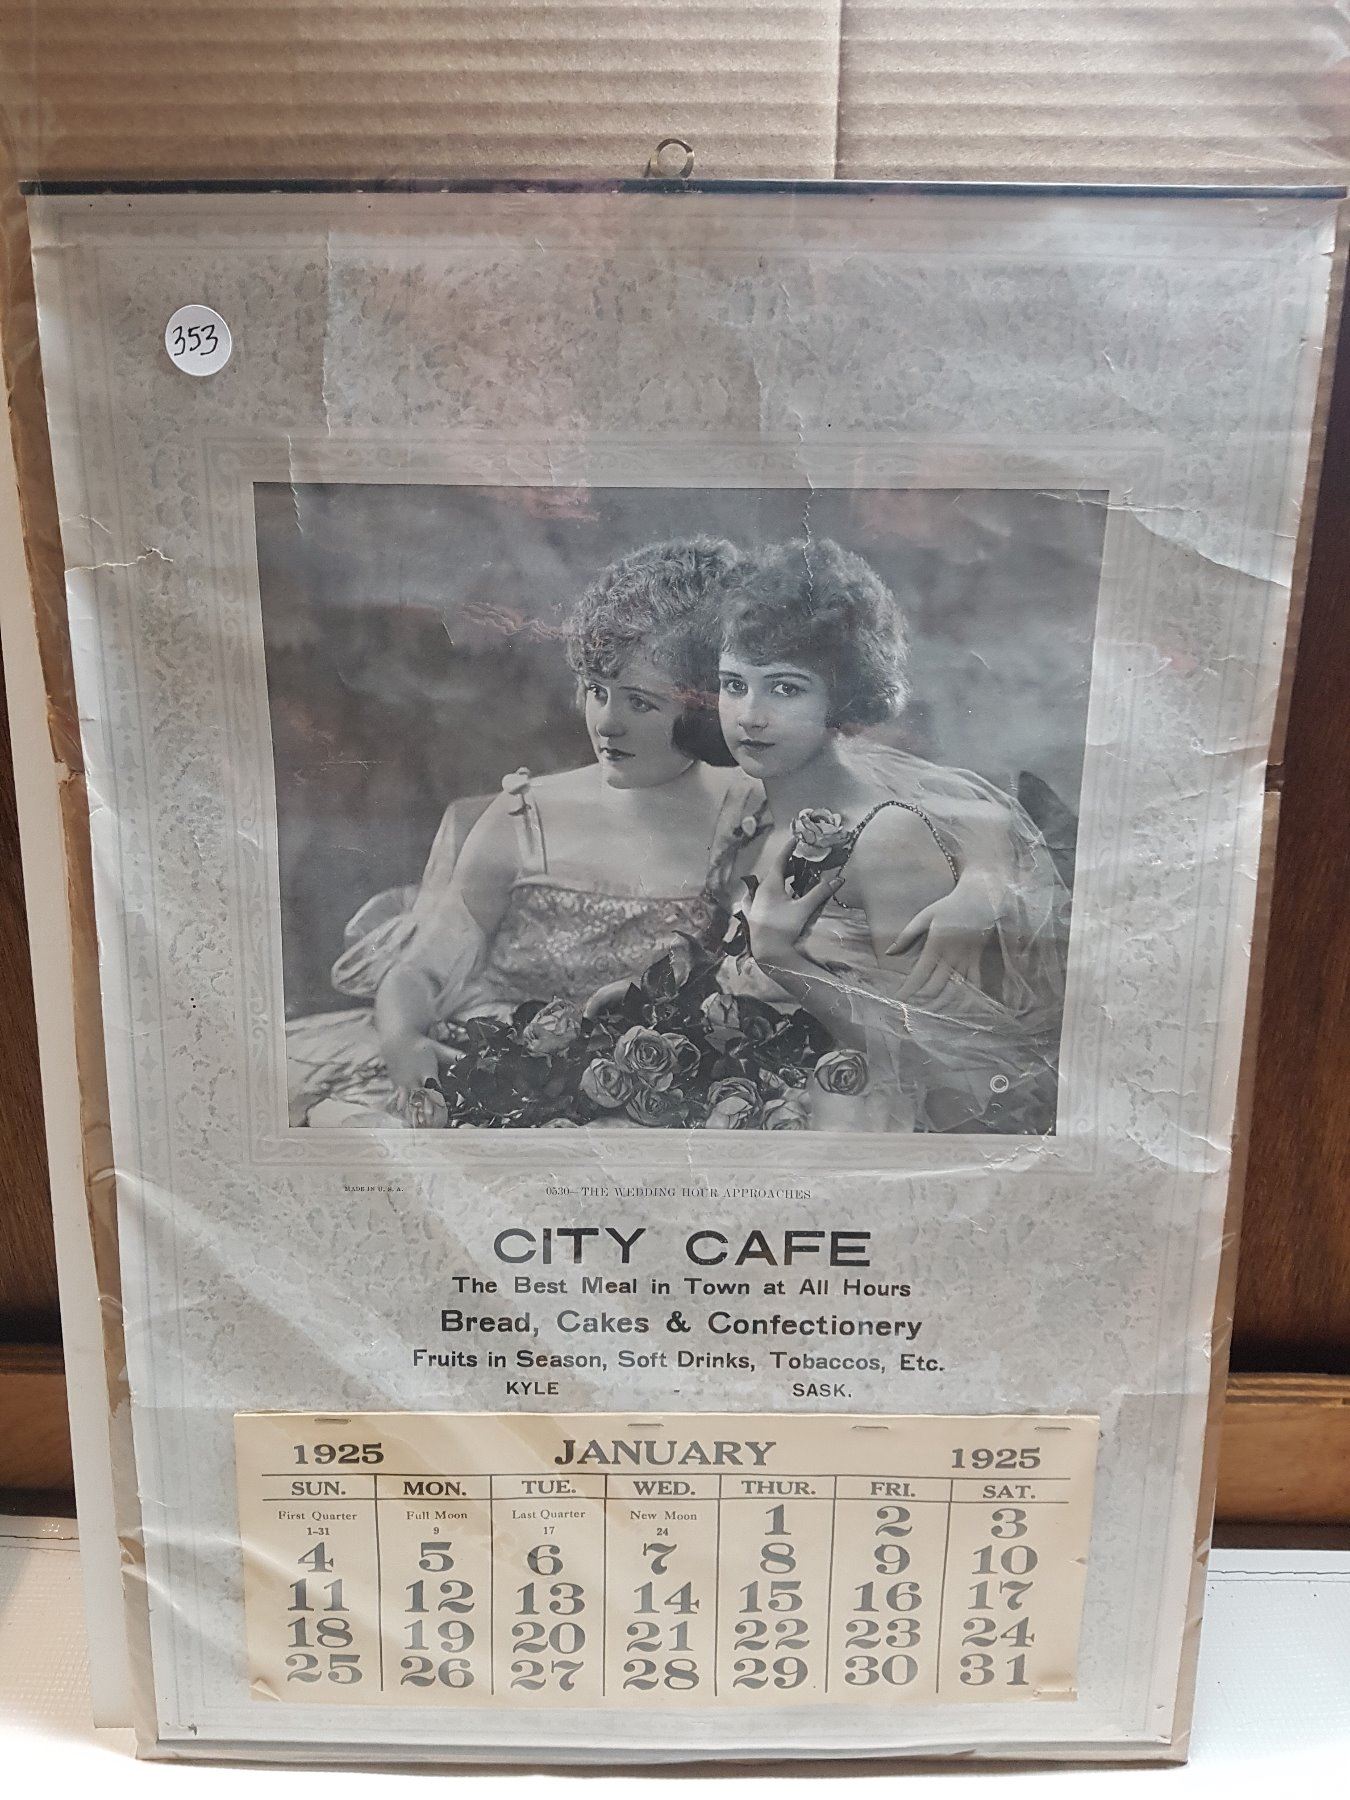 353
MADE IN U. S. A.
0530—THE WEDDING HOUR APPROACHES
CITY CAFE
The Best Meal in Town at All Hours
Bread, Cakes & Confectionery
Fruits in Season, Soft Drinks, Tobaccos, Etc.
KYLE - SASK.
1925 JANUARY 1925
SUN. MON. TUE. WED. THUR. FRI. SAT.
First Quarter Full Moon Last Quarter New Moon 1 2 3
1-31 9 17 24
4 5 6 7 8 9 10
11 12 13 14 15 16 17
18 19 20 21 22 23 24
25 26 27 28 29 30 31